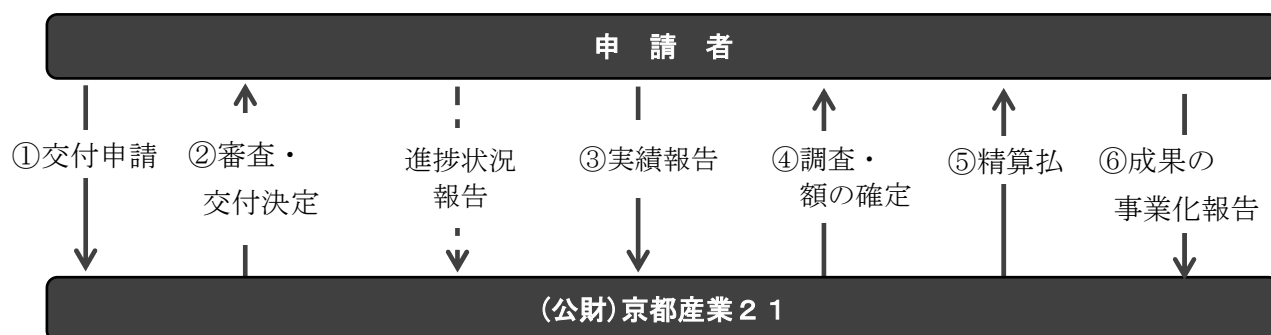 申 請 者
①交付申請
②審査・
交付決定
進捗状況
報告
③実績報告
④調査・
額の確定
⑤精算払
⑥成果の
事業化報告
(公財)京都産業21